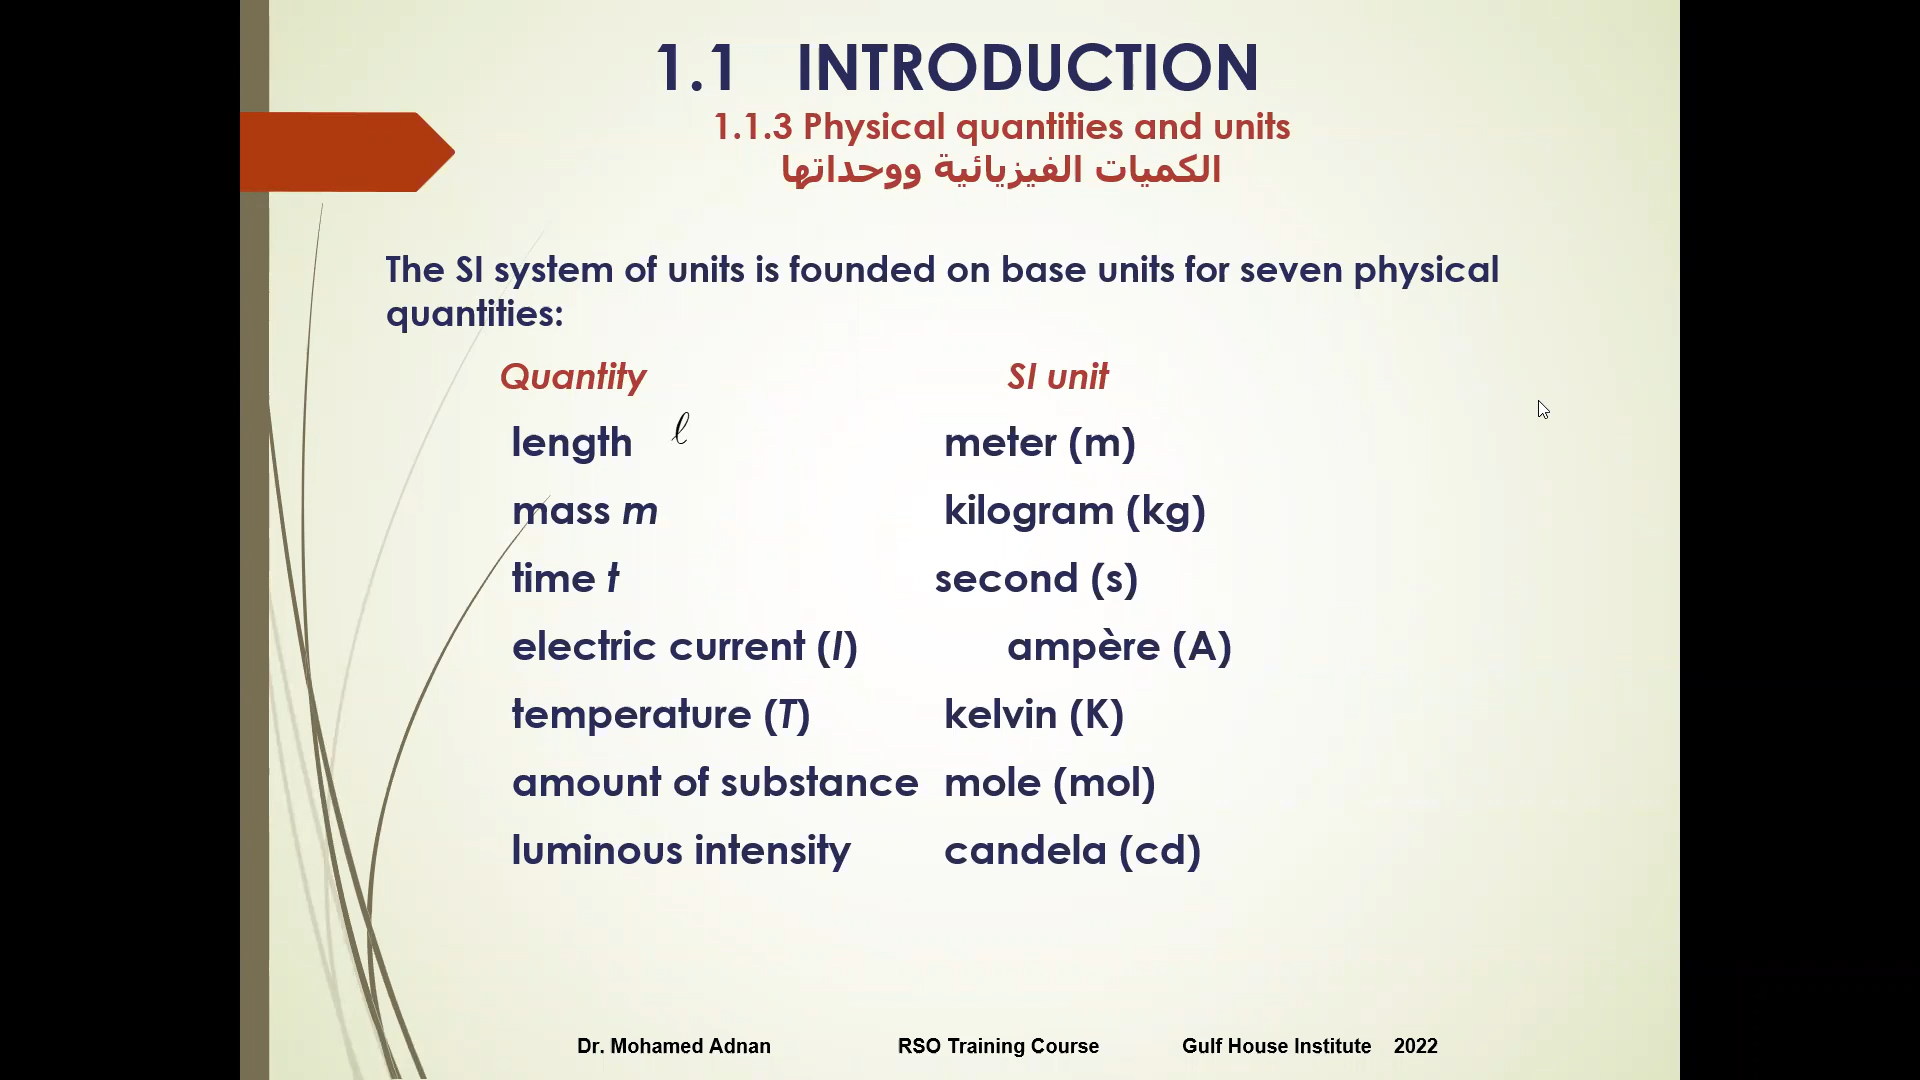 1.1 INTRODUCTION
1.1.3 Physical quantities and units
الكميات الفيزيائية ووحداتها
The SI system of units is founded on base units for seven physical
quantities:
Quantity SI unit
length ℓ meter (m)
mass m kilogram (kg)
time t second (s)
electric current (I) ampère (A)
temperature (T) kelvin (K)
amount of substance mole (mol)
luminous intensity candela (cd)
Dr. Mohamed Adnan RSO Training Course Gulf House Institute 2022